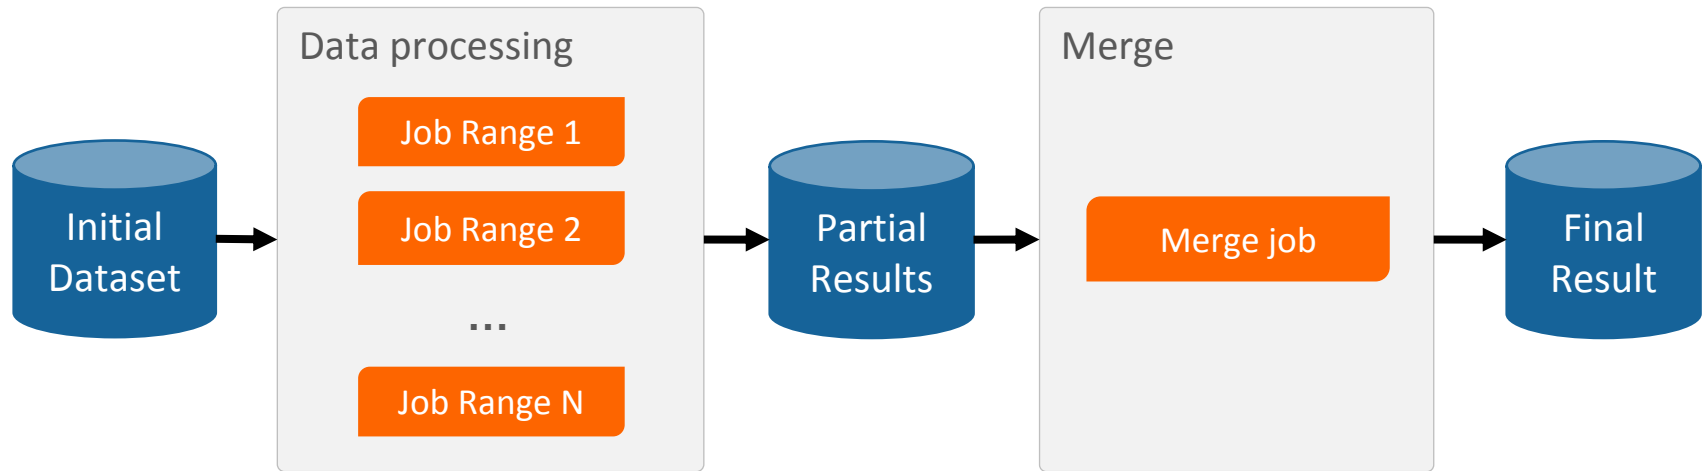 Initial
Dataset
Data processing
Job Range 1
Job Range 2
...
Job Range N
Partial
Results
Merge
Merge job
Final
Result